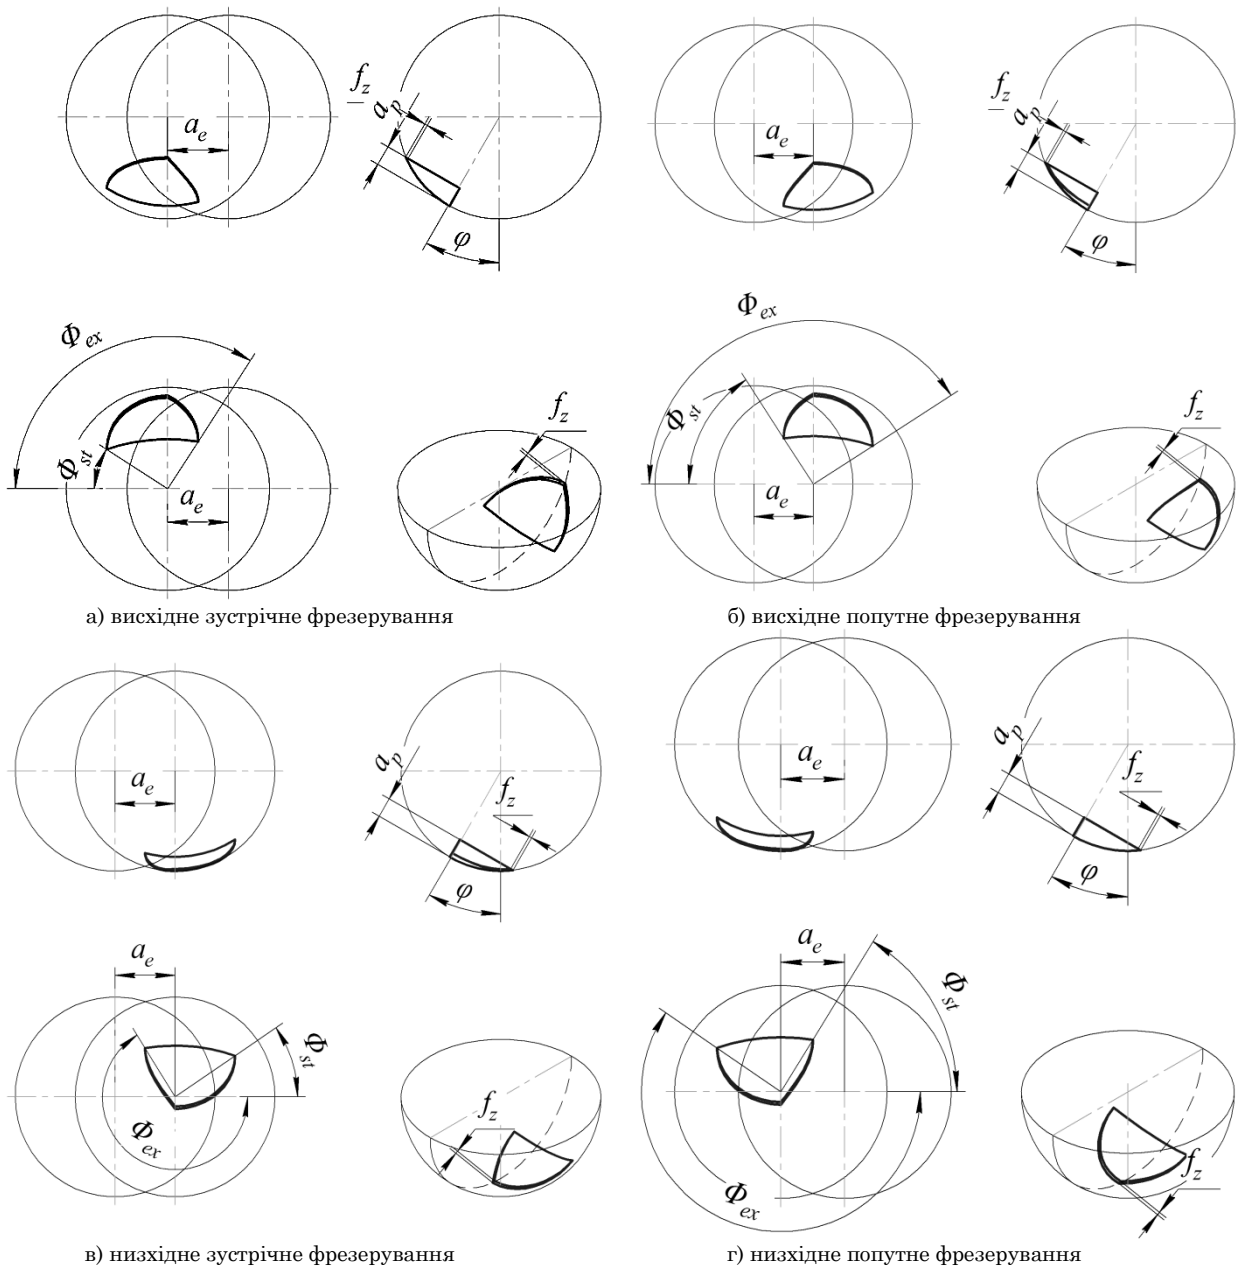 f_z
a_p
a_e
φ
Φ_ex
Φ_st
a_e
f_z
а) висхідне зустрічне фрезерування
f_z
a_p
a_e
φ
Φ_ex
Φ_st
a_e
f_z
б) висхідне попутне фрезерування
a_p
a_e
f_z
φ
a_e
Φ_st
Φ_ex
f_z
в) низхідне зустрічне фрезерування
a_p
a_e
f_z
φ
a_e
Φ_st
Φ_ex
f_z
г) низхідне попутне фрезерування